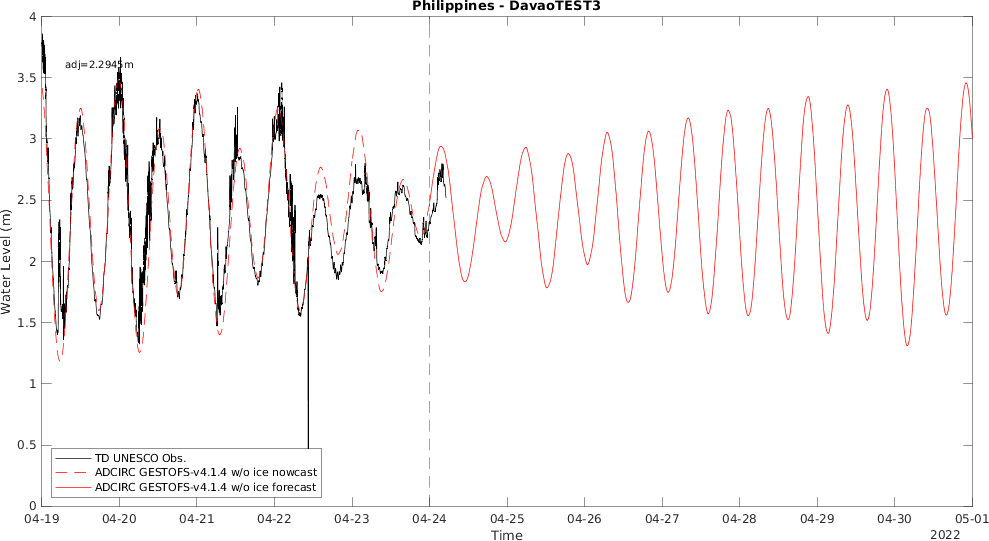 Philippines - DavaoTEST3
adj=2.2945m
4
3.5
3
2.5
2
1.5
1
0.5
0
Water Level (m)
TD UNESCO Obs.
ADCIRC GESTOFS-v4.1.4 w/o ice nowcast
ADCIRC GESTOFS-v4.1.4 w/o ice forecast
04-19 04-20 04-21 04-22 04-23 04-24 04-25 04-26 04-27 04-28 04-29 04-30 05-01
Time
2022